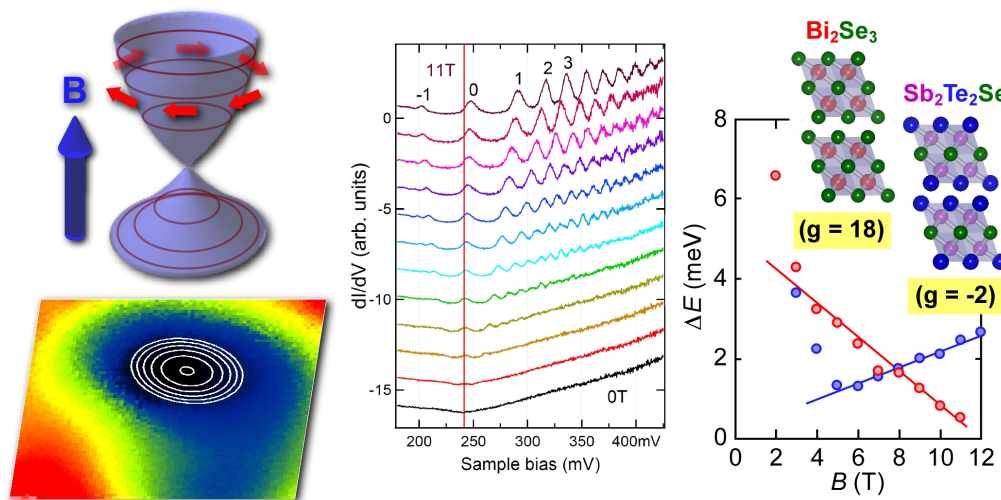 B
11T
-1
0
1
2
3
0
-5
-10
-15
dI/dV (arb. units)
0T
200
250
300
350
400mV
Sample bias (mV)
Bi₂Se₃
Sb₂Te₂Se
(g = 18)
(g = -2)
8
6
4
2
0
ΔE (meV)
0
2
4
6
8
10
12
B (T)